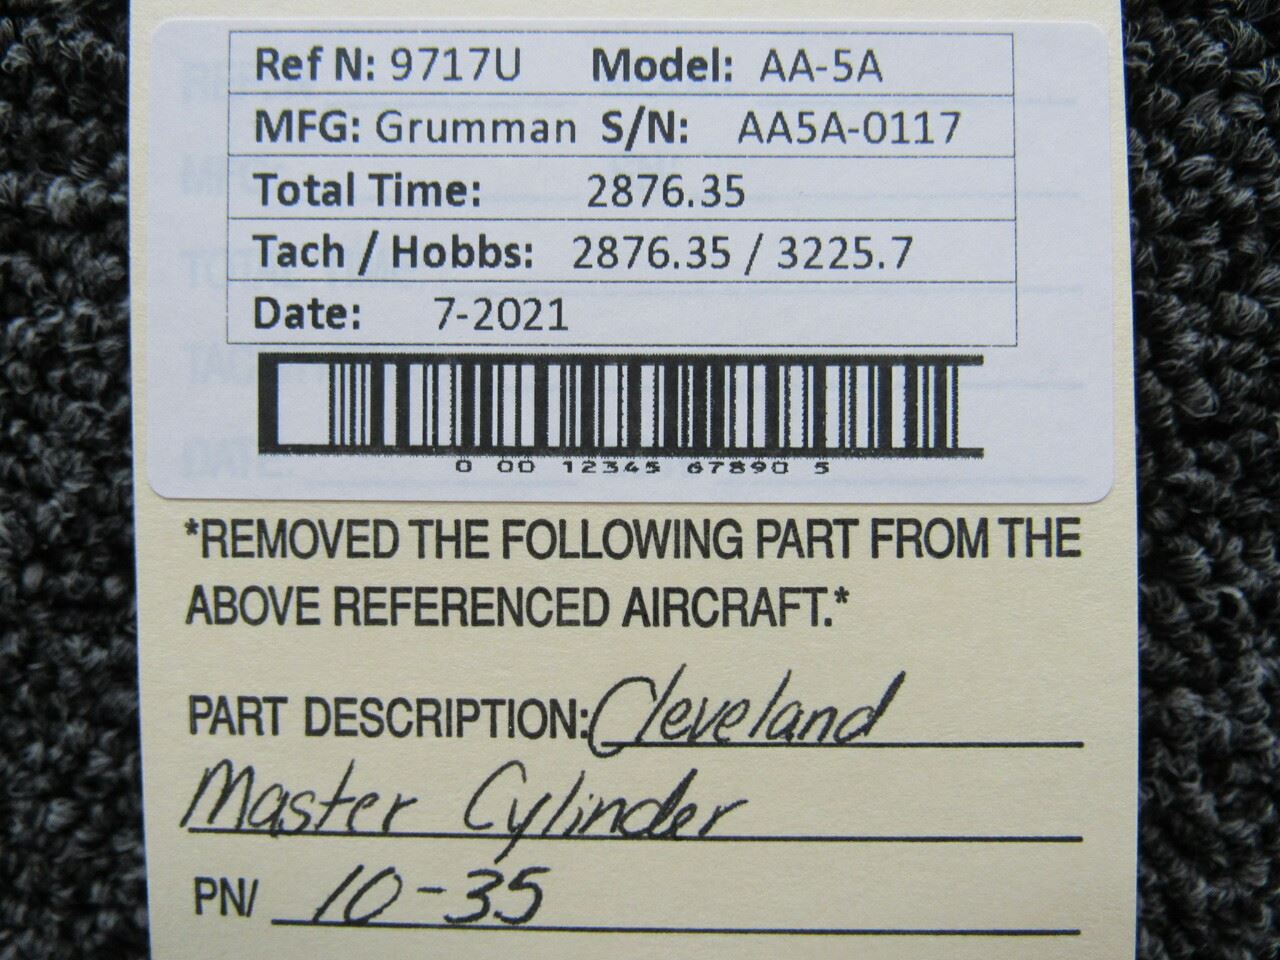 Ref N: 9717U Model: AA-5A
MFG: Grumman S/N: AA5A-0117
Total Time: 2876.35
Tach / Hobbs: 2876.35 / 3225.7
Date: 7-2021
0 00 12345 67890 5
*REMOVED THE FOLLOWING PART FROM THE
ABOVE REFERENCED AIRCRAFT.*
PART DESCRIPTION: Cleveland
Master Cylinder
PN/ 10-35